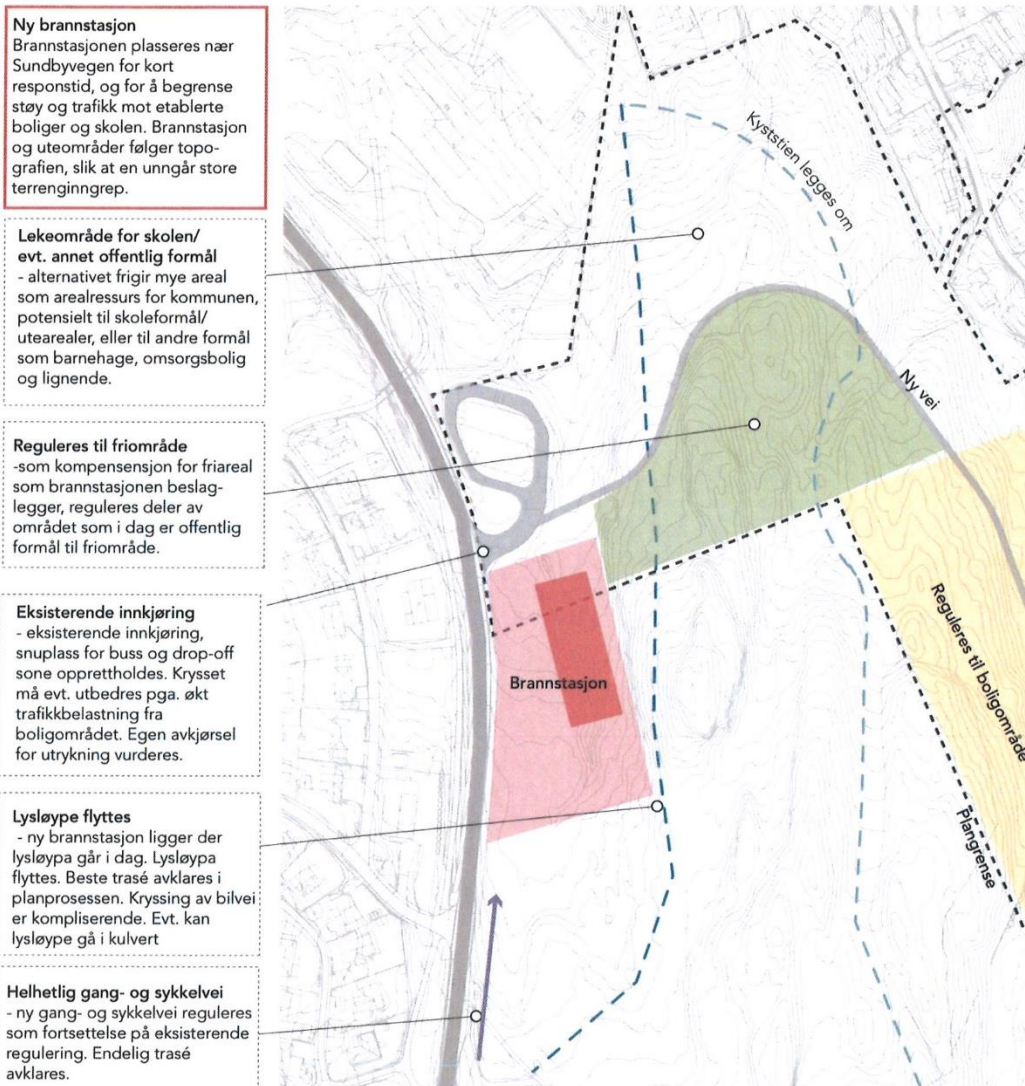 Ny brannstasjon
Brannstasjonen plasseres nær
Sundbyvegen for kort
responstid, og for å begrense
støy og trafikk mot etablerte
boliger og skolen. Brannstasjon
og uteområder følger topo-
grafien, slik at en unngår store
terrenginngrep.
Lekeområde for skolen/
evt. annet offentlig formål
- alternativet frigir mye areal
som arealressurs for kommunen,
potensielt til skoleformål/
utearealer, eller til andre formål
som barnehage, omsorgsbolig
og lignende.
Reguleres til friområde
-som kompensensjon for friareal
som brannstasjonen beslag-
legger, reguleres deler av
området som i dag er offentlig
formål til friområde.
Eksisterende innkjøring
- eksisterende innkjøring,
snuplass for buss og drop-off
sone opprettholdes. Krysset
må evt. utbedres pga. økt
trafikkbelastning fra
boligområdet. Egen avkjørsel
for utrykning vurderes.
Lysløype flyttes
- ny brannstasjon ligger der
lysløypa går i dag. Lysløypa
flyttes. Beste trasé avklares i
planprosessen. Kryssing av bilvei
er kompliserende. Evt. kan
lysløype gå i kulvert
Helhetlig gang- og sykkelvei
- ny gang- og sykkelvei reguleres
som fortsettelse på eksisterende
regulering. Endelig trasé
avklares.
Kyststien legges om
Ny vei
Brannstasjon
Reguleres til boligområde
Plangrense